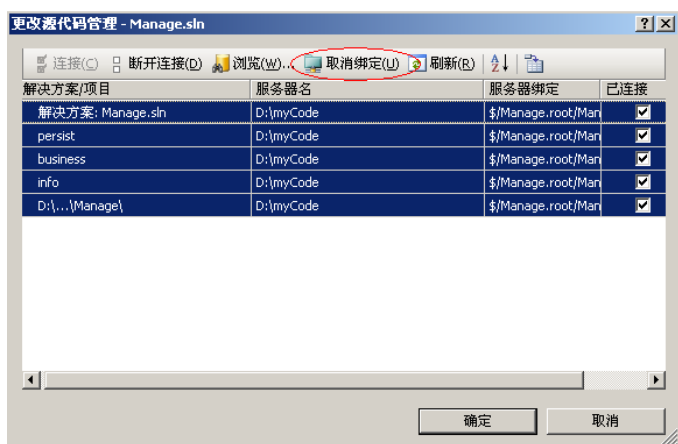 更改源代码管理 - Manage.sln
连接(C) 断开连接(D) 浏览(W)... 取消绑定(U) 刷新(R)
解决方案/项目 服务器名 服务器绑定 已连接
解决方案: Manage.sln D:\myCode $/Manage.root/Man
persist D:\myCode $/Manage.root/Man
business D:\myCode $/Manage.root/Man
info D:\myCode $/Manage.root/Man
D:\...\Manage\ D:\myCode $/Manage.root/Man
确定 取消